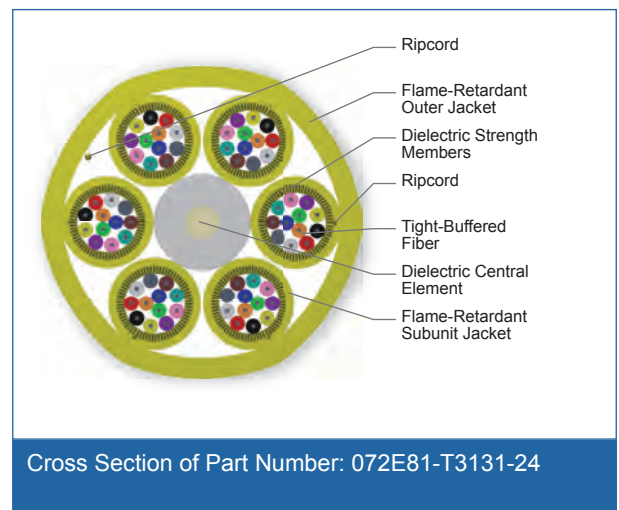 Ripcord
Flame-Retardant
Outer Jacket
Dielectric Strength
Members
Ripcord
Tight-Buffered
Fiber
Dielectric Central
Element
Flame-Retardant
Subunit Jacket
Cross Section of Part Number: 072E81-T3131-24